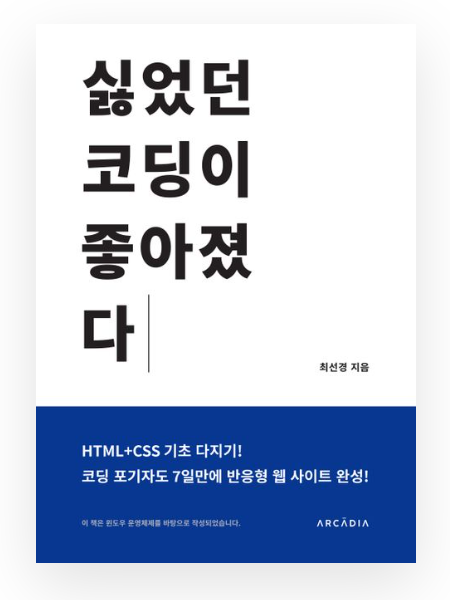 싫었던
코딩이
좋아졌
다
최선경 지음
HTML+CSS 기초 다지기!
코딩 포기자도 7일만에 반응형 웹 사이트 완성!
이 책은 윈도우 운영체제를 바탕으로 작성되었습니다.
ARCADIA